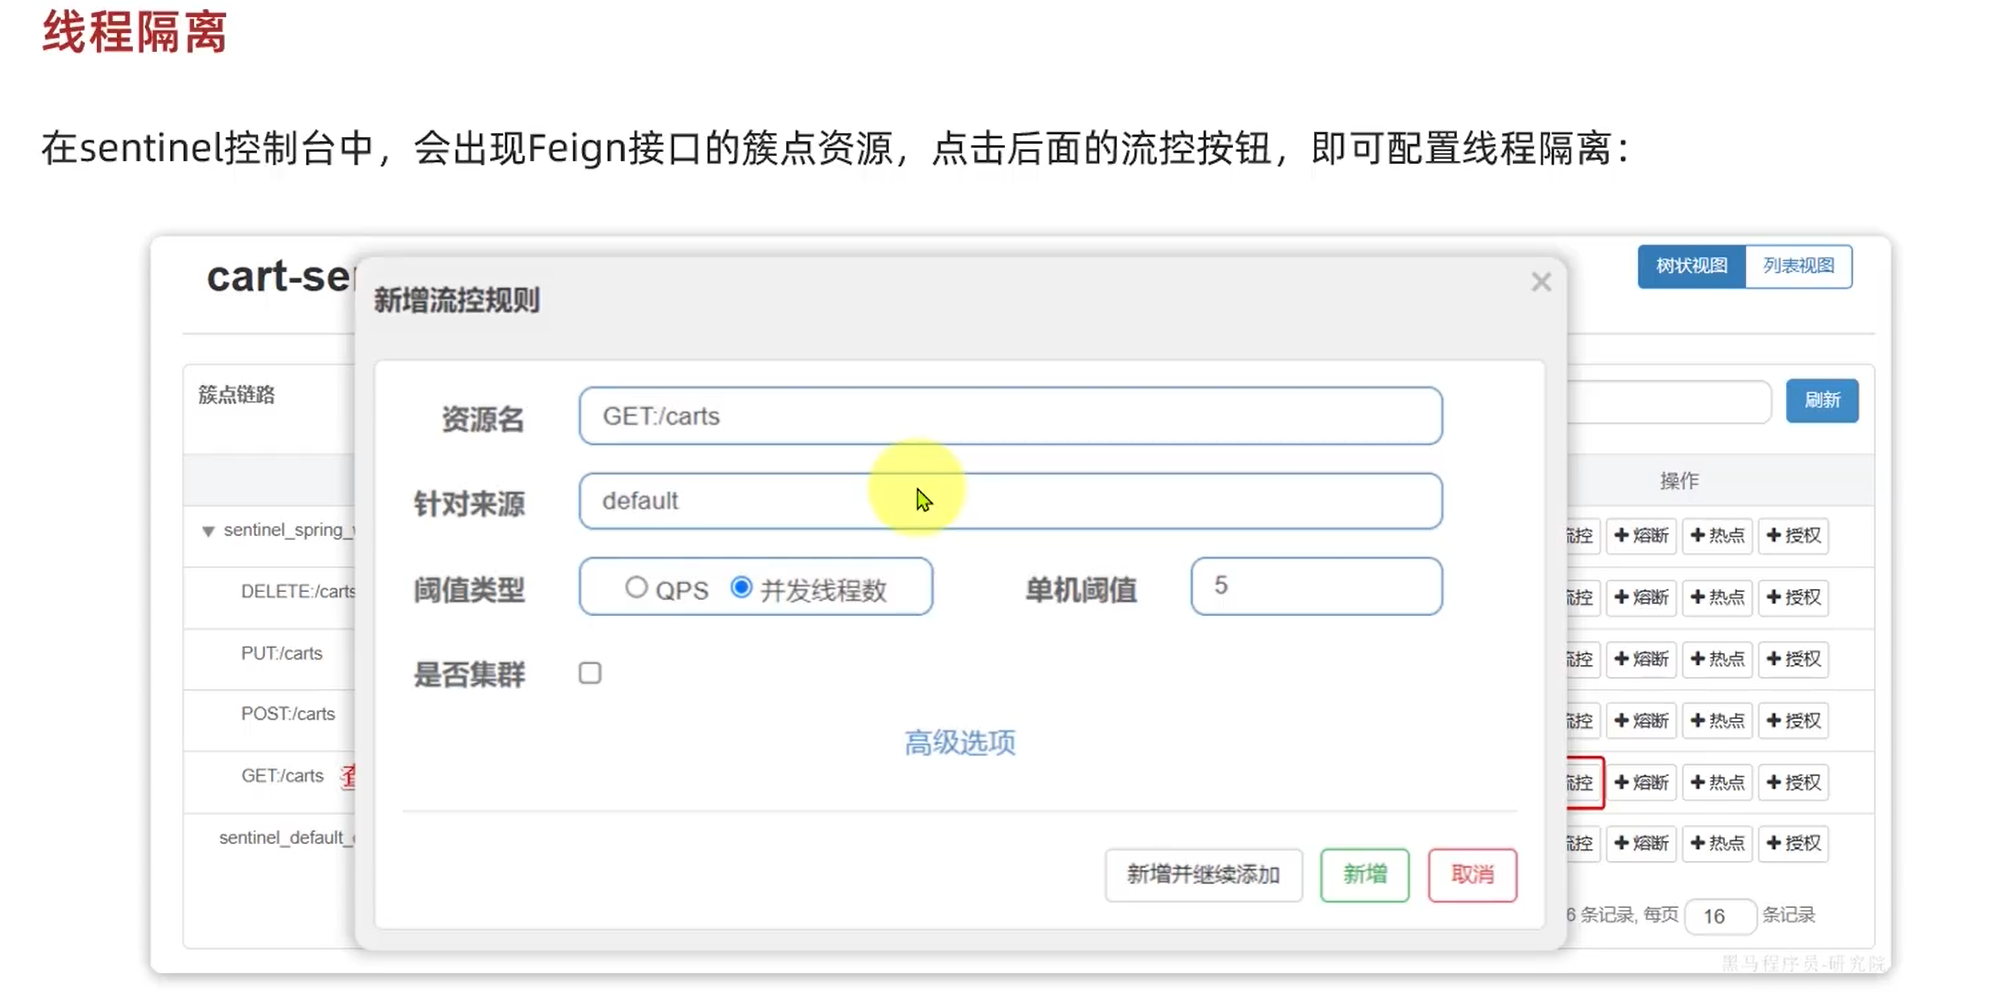 线程隔离
在sentinel控制台中，会出现Feign接口的簇点资源，点击后面的流控按钮，即可配置线程隔离：
cart-se
树状视图 列表视图
新增流控规则 ×
簇点链路
刷新
资源名 GET:/carts
操作
针对来源 default
sentinel_spring_
流控 熔断 热点 授权
阈值类型 QPS 并发线程数 单机阈值 5
DELETE:/carts
流控 熔断 热点 授权
PUT:/carts
流控 熔断 热点 授权
是否集群
POST:/carts
流控 熔断 热点 授权
高级选项
GET:/carts 查
流控 熔断 热点 授权
sentinel_default_
流控 熔断 热点 授权
新增并继续添加 新增 取消
6 条记录, 每页 16 条记录
黑马程序员-研究院